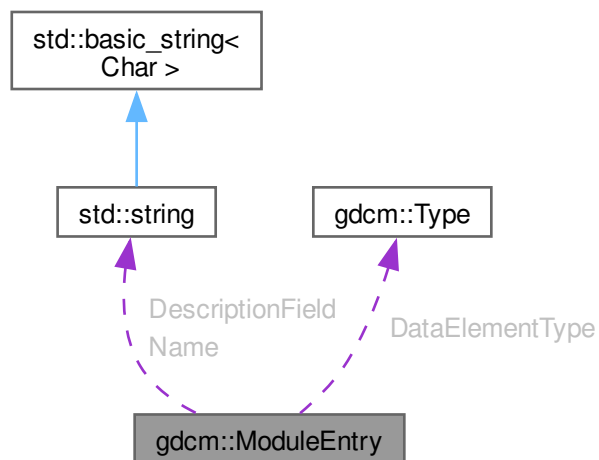 std::basic_string<
Char >
std::string
gdcm::Type
DescriptionField
Name
DataElementType
gdcm::ModuleEntry